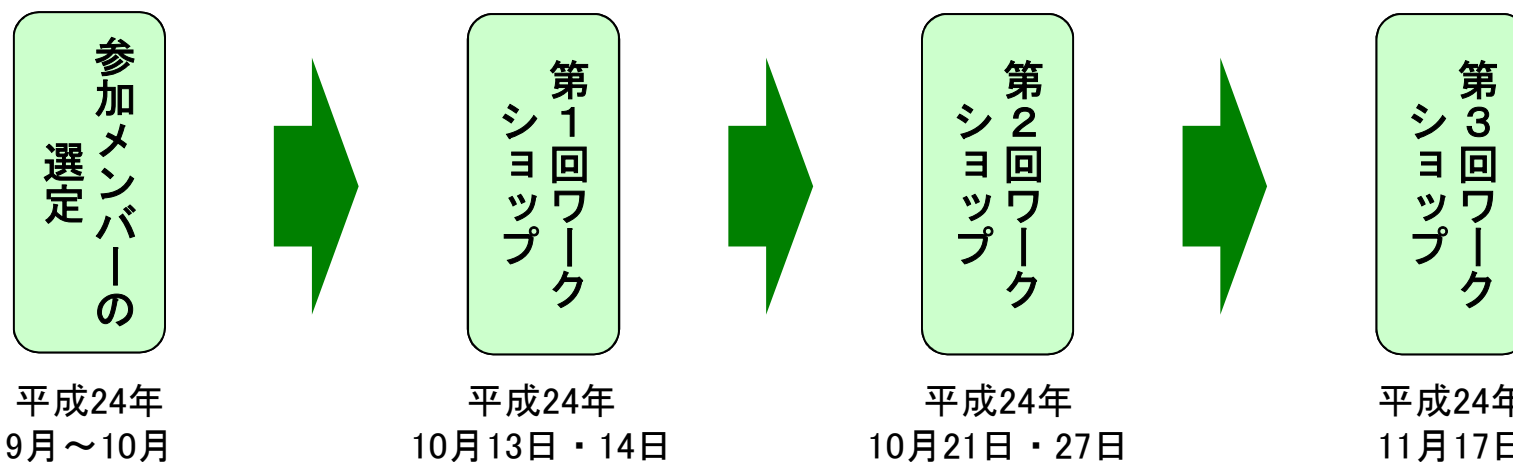 参加メンバーの
選定
平成24年
9月～10月
第１回ワーク
ショップ
平成24年
10月13日・14日
第２回ワーク
ショップ
平成24年
10月21日・27日
第３回ワーク
ショップ
平成24年
11月17日